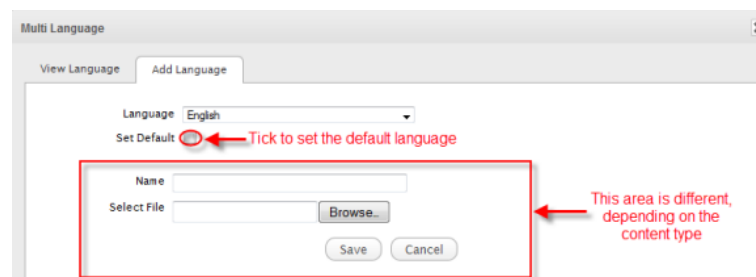 Multi Language
View Language Add Language
Language English
Set Default Tick to set the default language
Name
Select File Browse..
This area is different,
depending on the
content type
Save Cancel